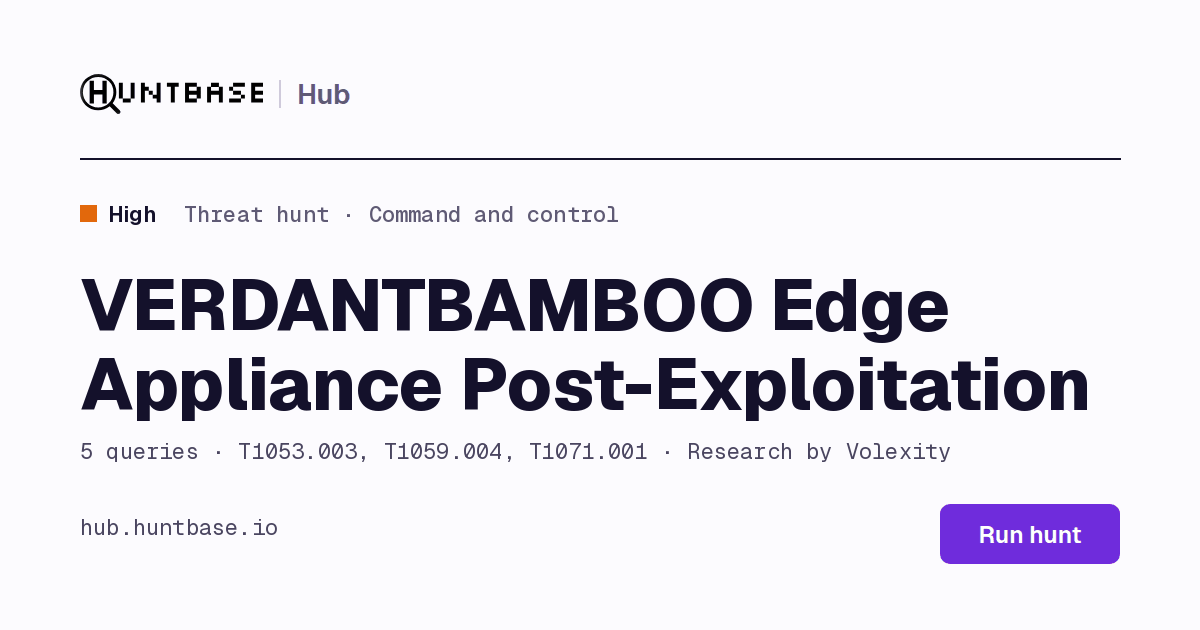 HUNTBASE Hub
High Threat hunt · Command and control
VERDANTBAMBOO Edge
Appliance Post-Exploitation
5 queries · T1053.003, T1059.004, T1071.001 · Research by Volexity
hub.huntbase.io
Run hunt